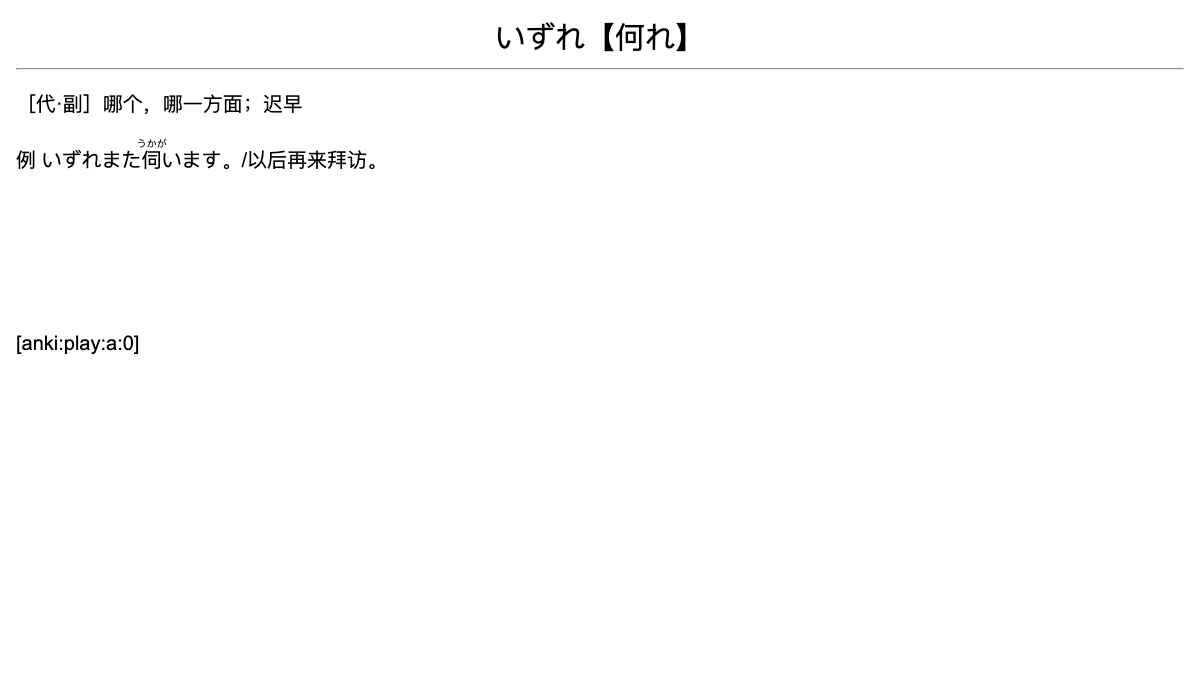 いずれ【何れ】
［代·副］哪个，哪一方面；迟早
例 いずれまた伺います。/以后再来拜访。
うかが
[anki:play:a:0]